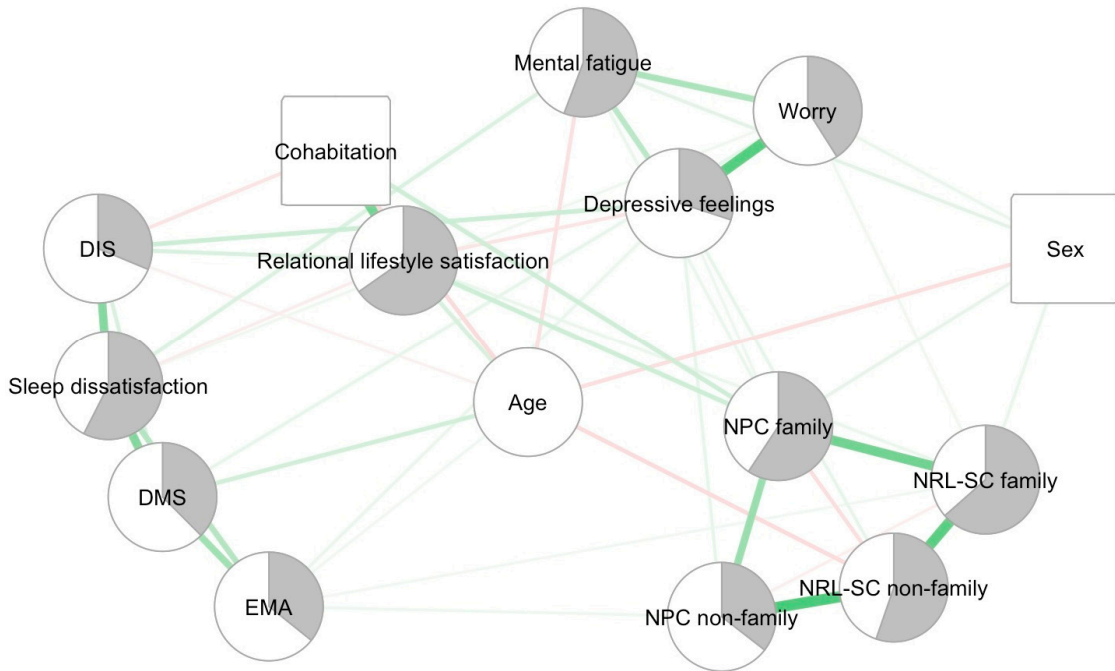 Mental fatigue
Worry
Cohabitation
Depressive feelings
DIS
Relational lifestyle satisfaction
Sex
Sleep dissatisfaction
Age
NPC family
NRL-SC family
DMS
NRL-SC non-family
EMA
NPC non-family